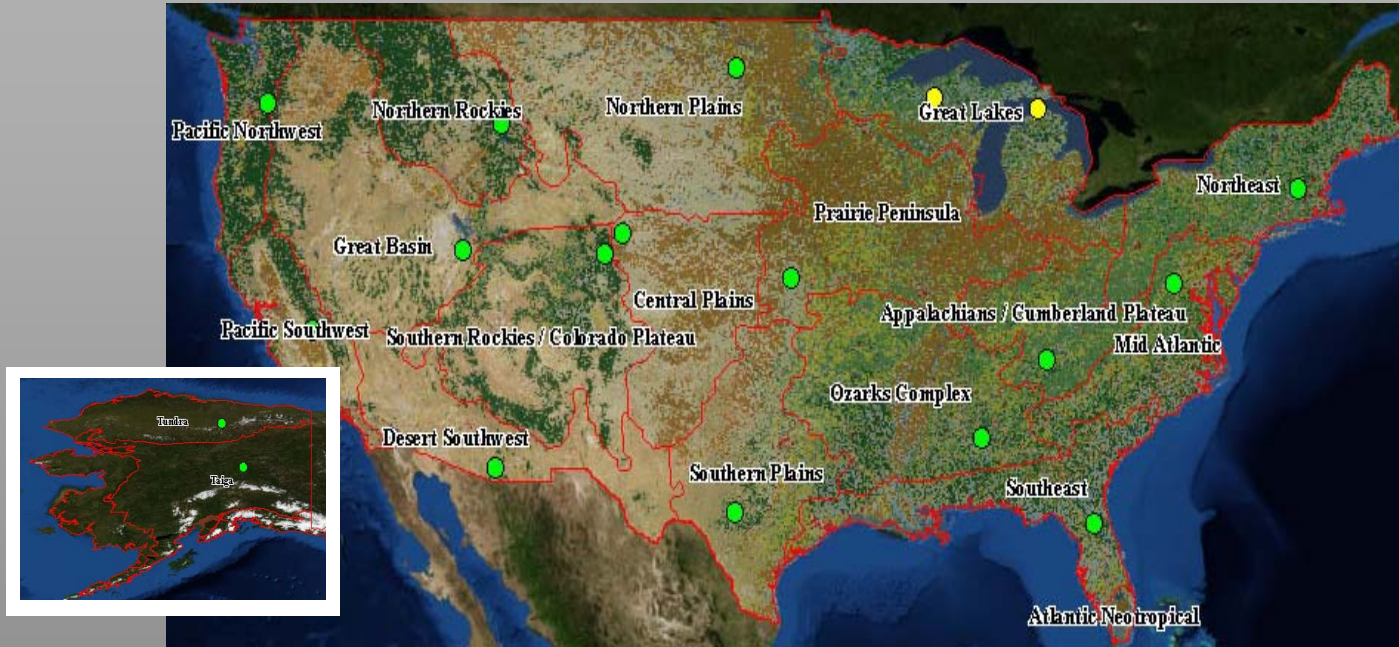 Northern Rockies
Northern Plains
Great Lakes
Pacific Northwest
Northeast
Prairie Peninsula
Great Basin
Central Plains
Appalachians / Cumberland Plateau
Pacific Southwest
Southern Rockies / Colorado Plateau
Mid Atlantic
Ozarks Complex
Tundra
Desert Southwest
Southern Plains
Taiga
Southeast
Atlantic Neotropical